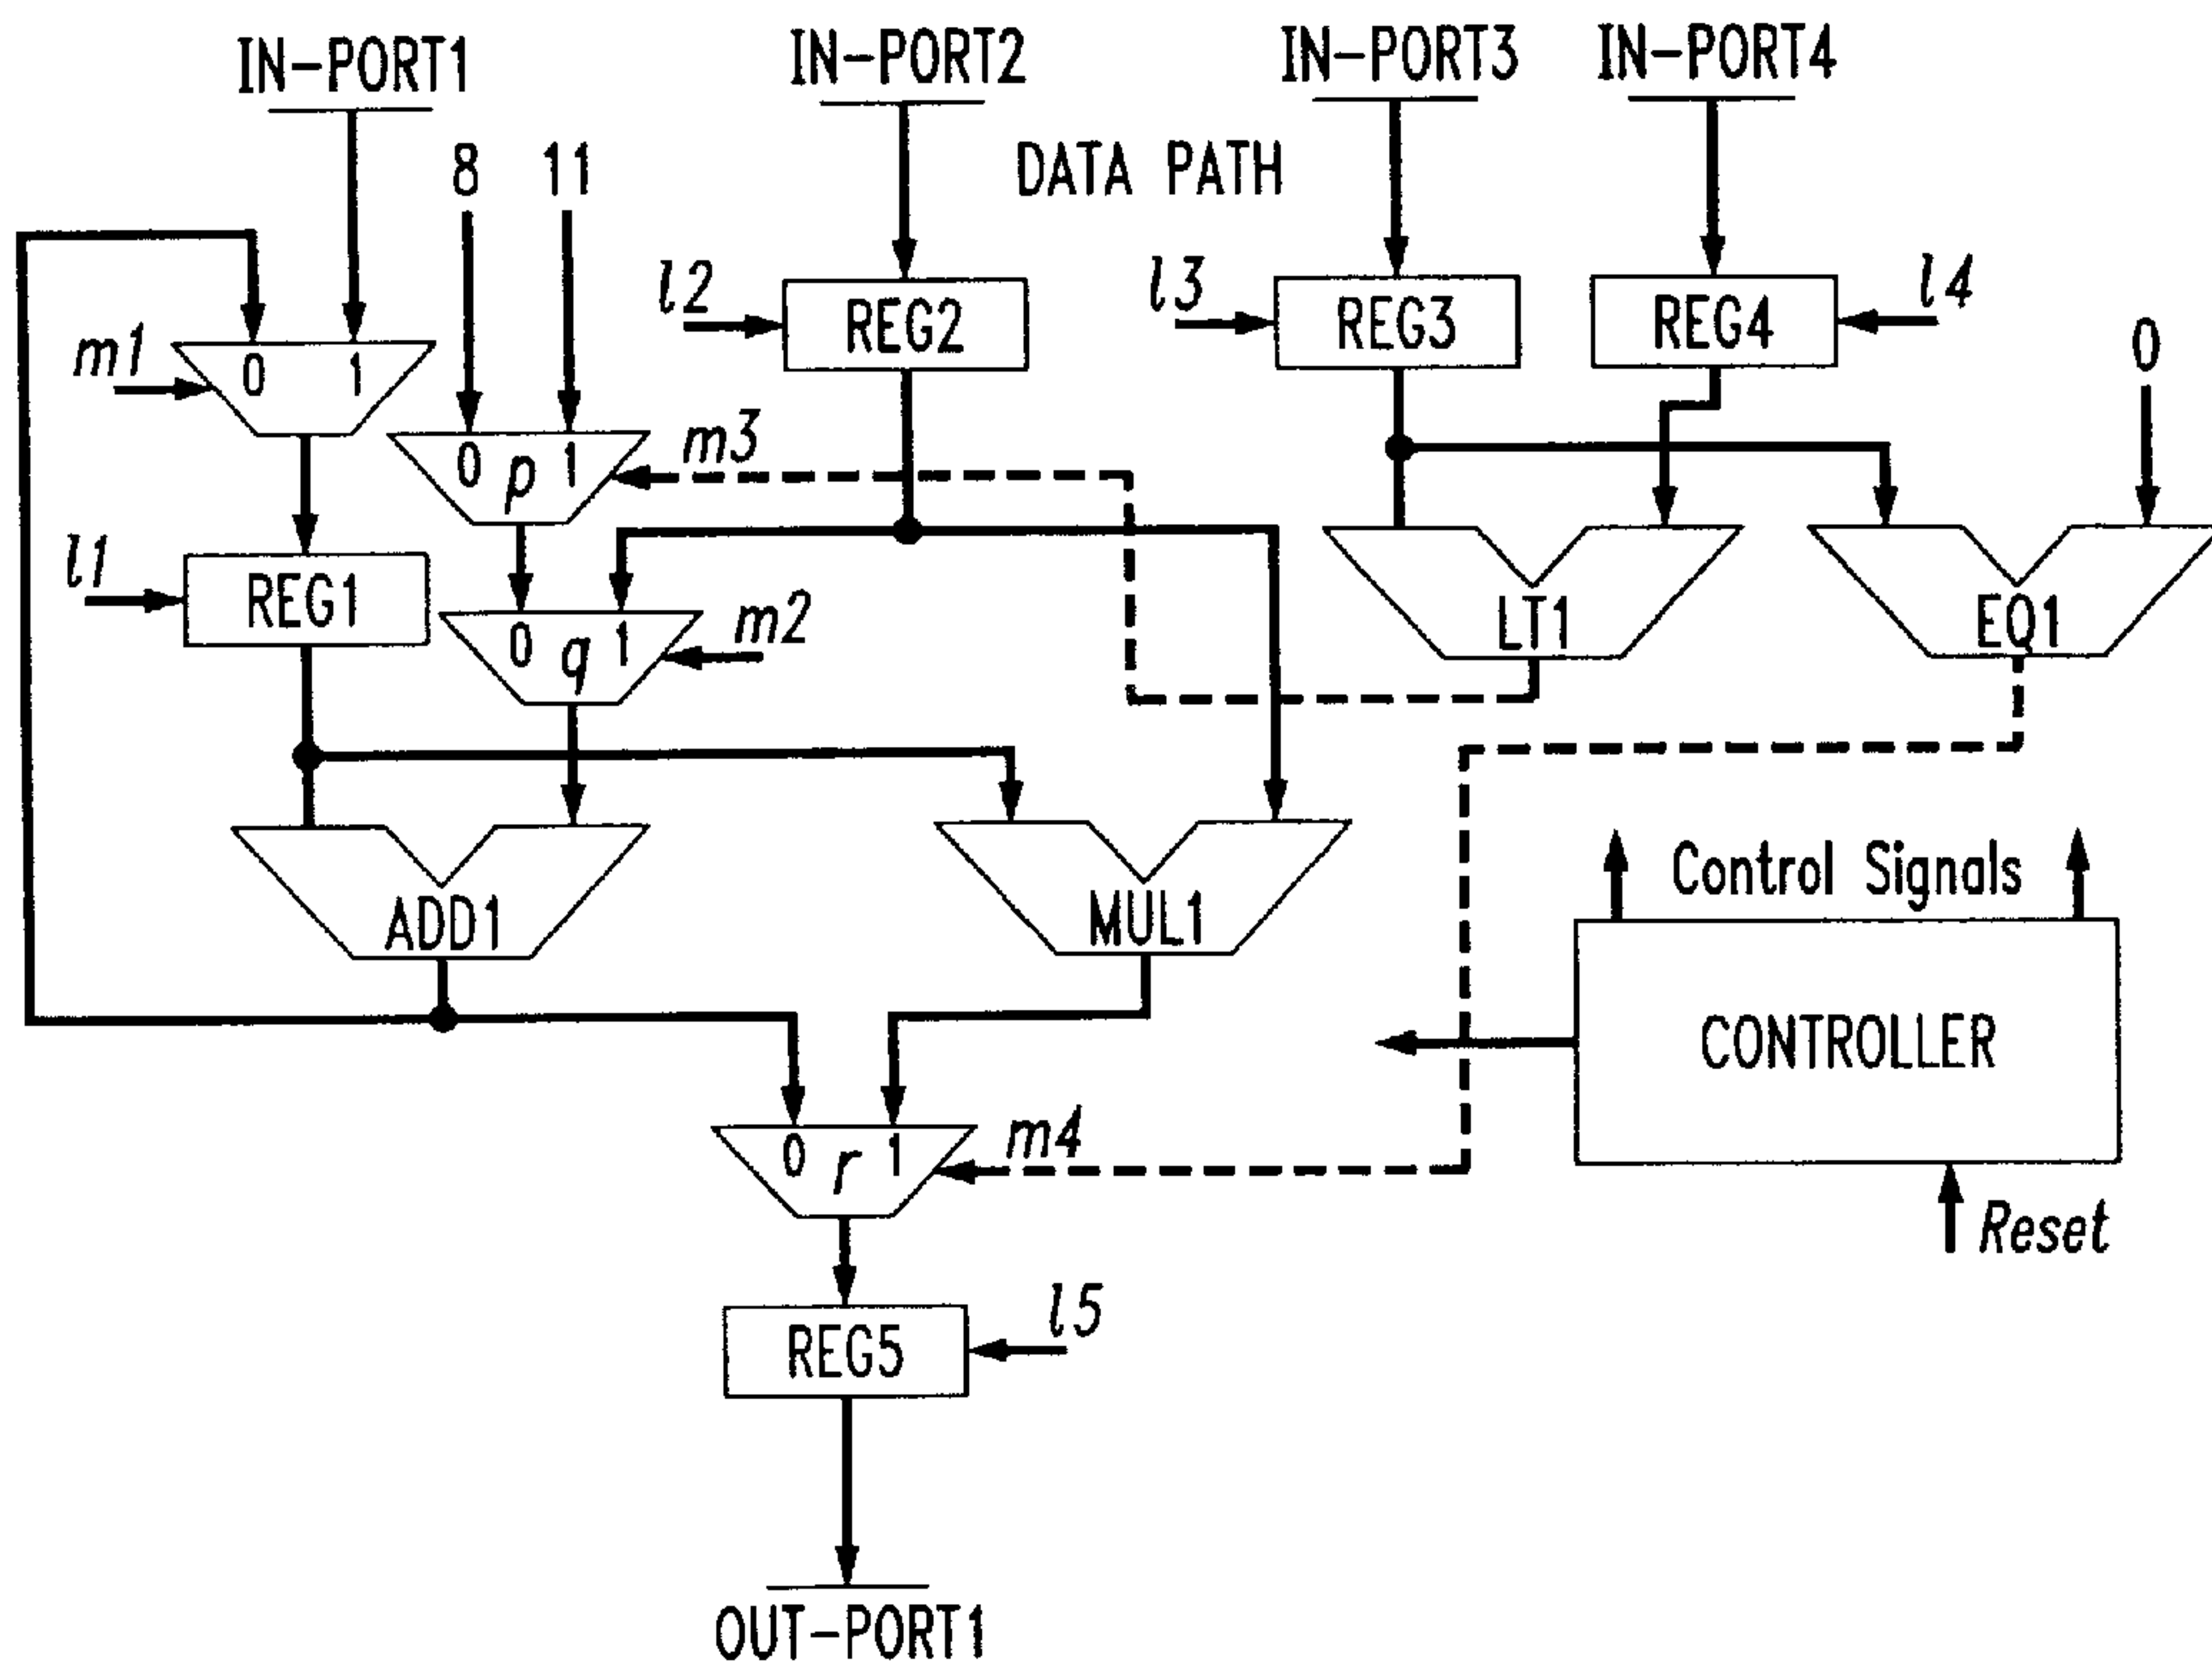 IN-PORT1
IN-PORT2
IN-PORT3
IN-PORT4
8
11
DATA PATH
l2
REG2
l3
REG3
REG4
l4
0
m1
0 1
0 p 1
m3
l1
REG1
0 q 1
m2
LT1
EQ1
ADD1
MUL1
Control Signals
CONTROLLER
0 r 1
m4
Reset
REG5
l5
OUT-PORT1